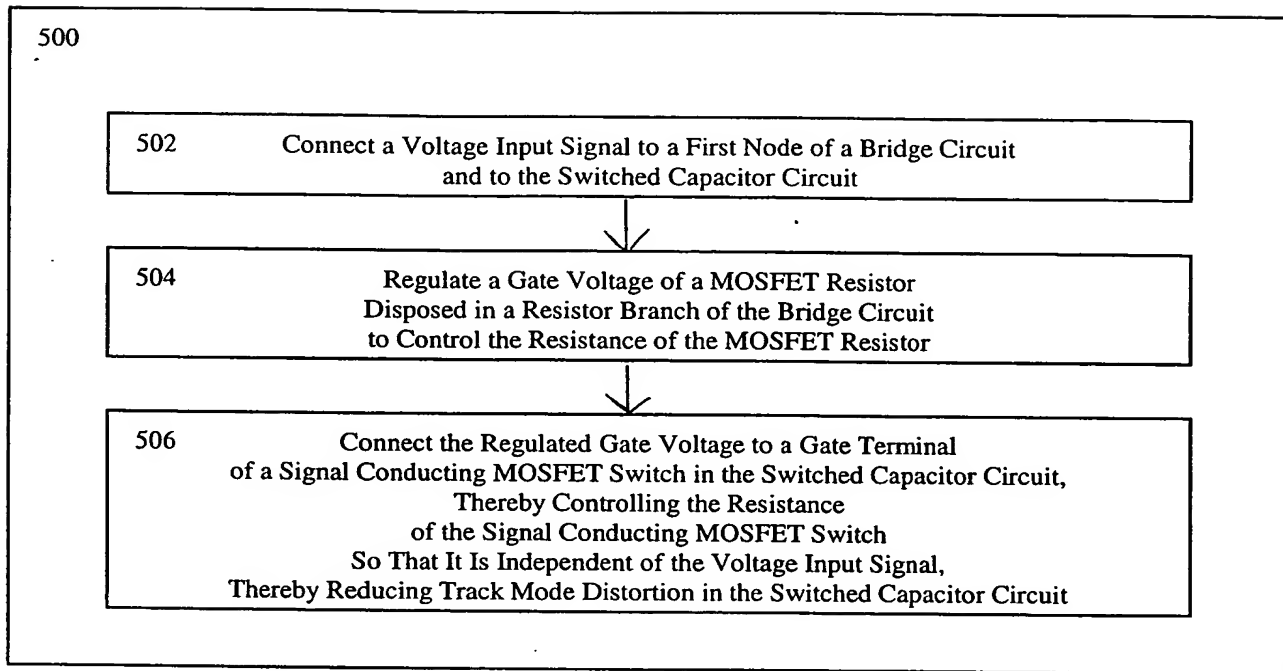 500
502 Connect a Voltage Input Signal to a First Node of a Bridge Circuit
and to the Switched Capacitor Circuit
504 Regulate a Gate Voltage of a MOSFET Resistor
Disposed in a Resistor Branch of the Bridge Circuit
to Control the Resistance of the MOSFET Resistor
506 Connect the Regulated Gate Voltage to a Gate Terminal
of a Signal Conducting MOSFET Switch in the Switched Capacitor Circuit,
Thereby Controlling the Resistance
of the Signal Conducting MOSFET Switch
So That It Is Independent of the Voltage Input Signal,
Thereby Reducing Track Mode Distortion in the Switched Capacitor Circuit